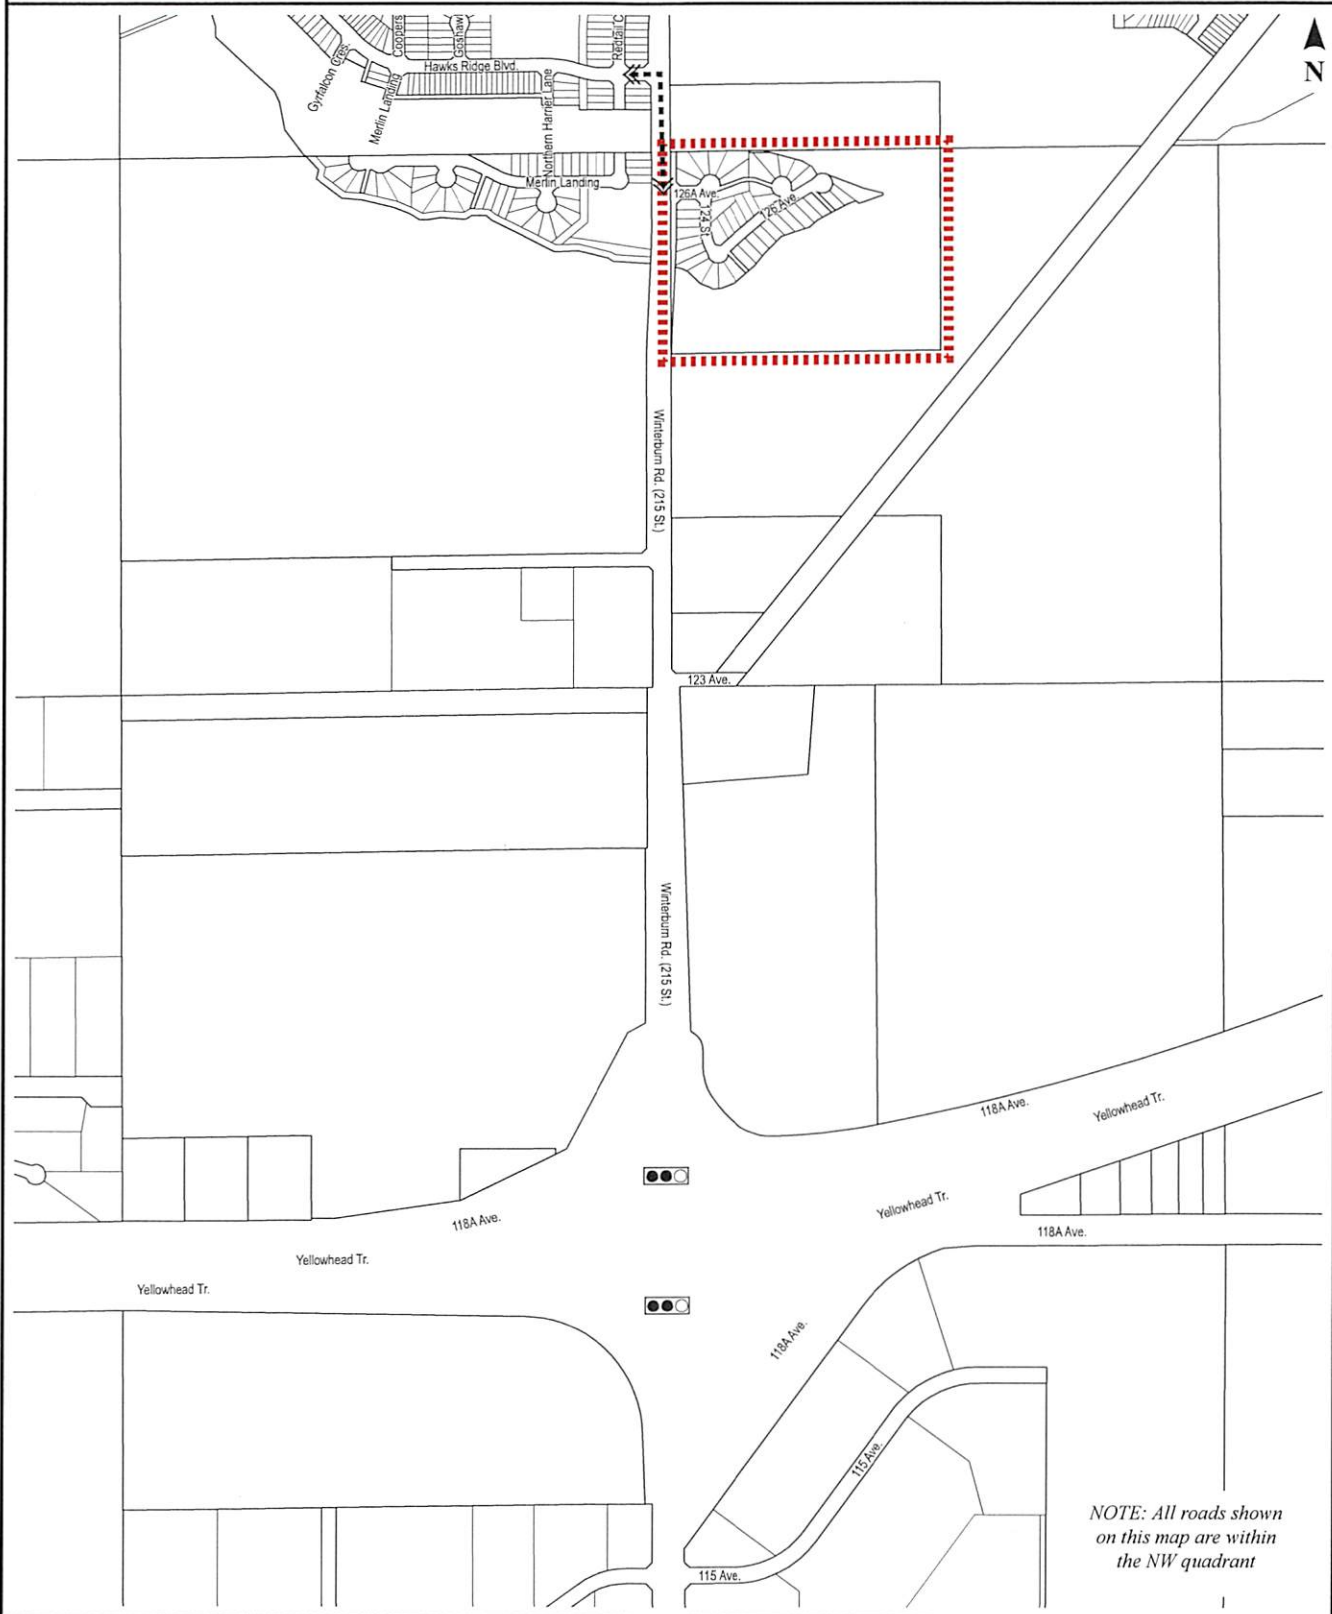 N
Coopers
Goshaw
Redtail C
Gyrfalcon Cres.
Hawks Ridge Blvd.
Merlin Landing
Northern Harrier Lane
Merlin Landing
126A Ave.
124 St.
126 Ave.
Winterburn Rd. (215 St.)
123 Ave.
Winterburn Rd. (215 St.)
118A Ave.
Yellowhead Tr.
Yellowhead Tr.
118A Ave.
118A Ave.
Yellowhead Tr.
Yellowhead Tr.
118A Ave.
115 Ave.
115 Ave.
NOTE: All roads shown
on this map are within
the NW quadrant